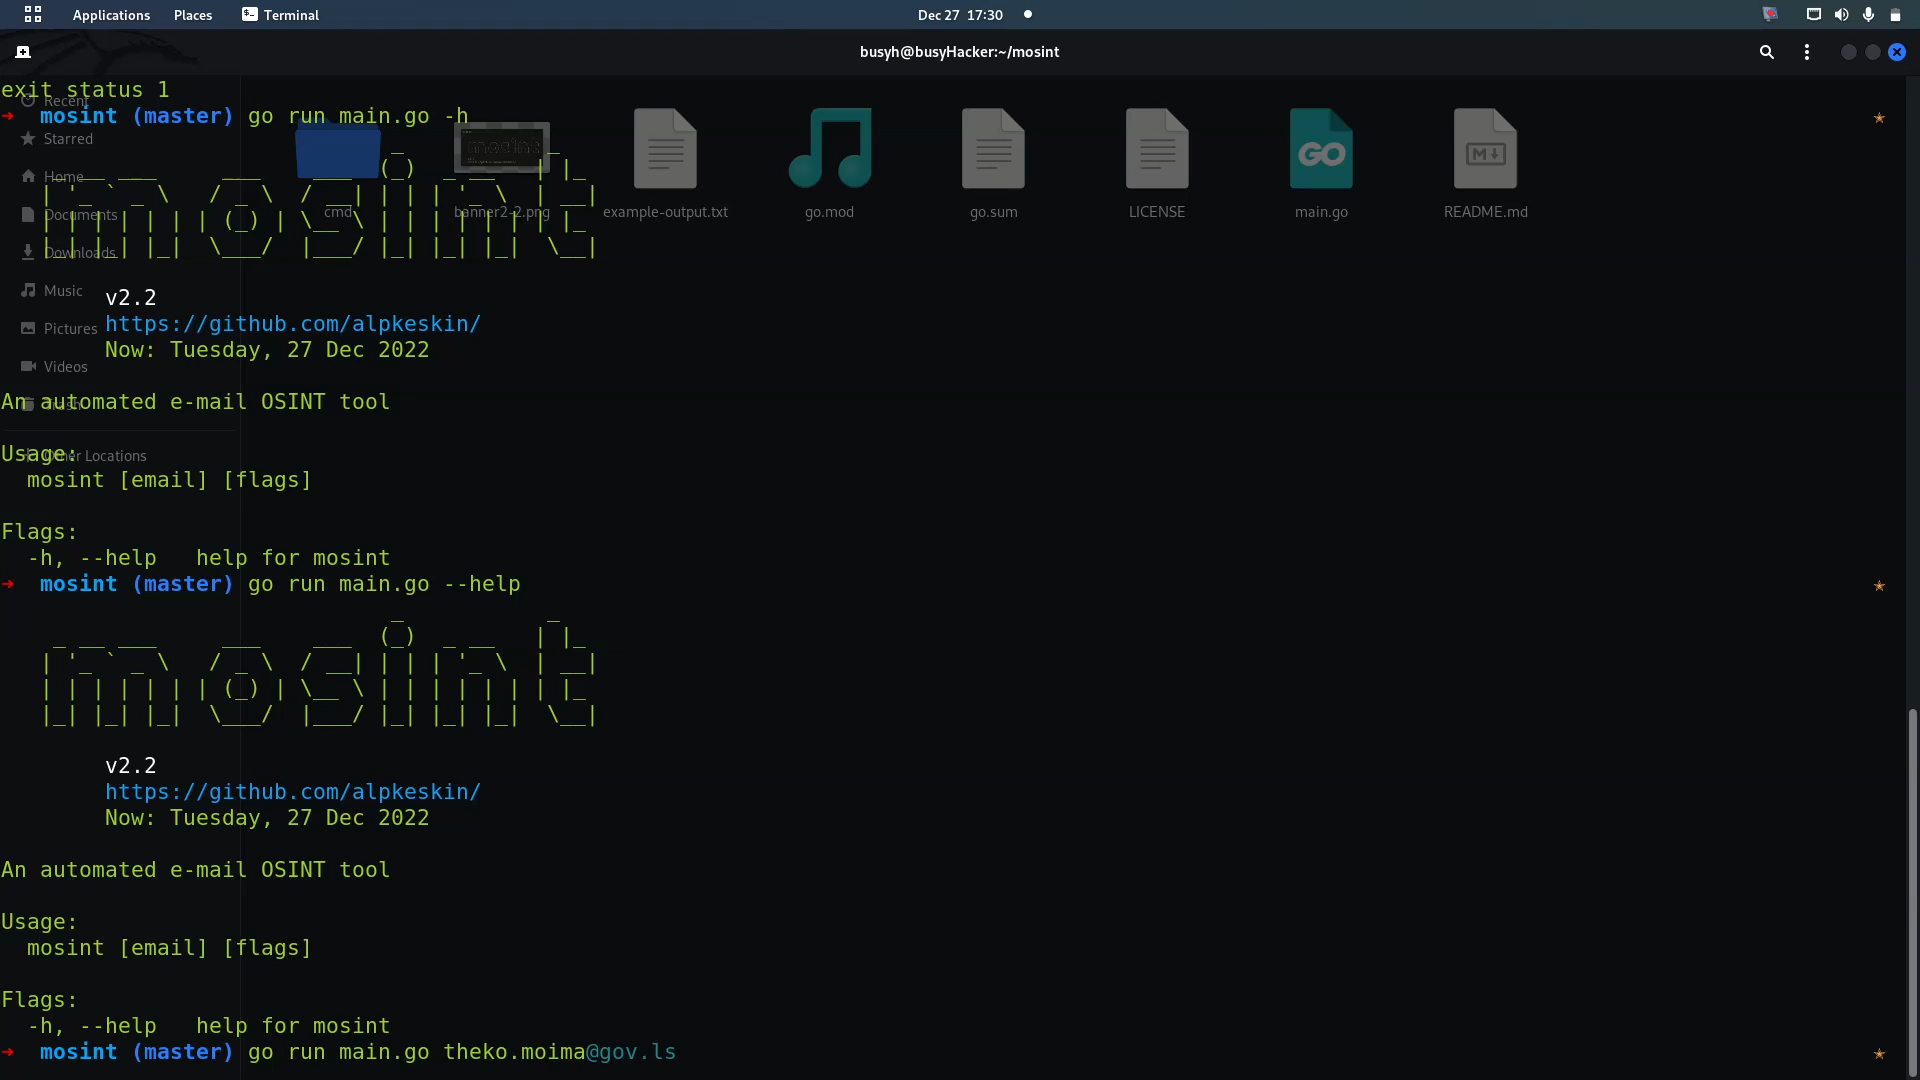 Applications Places Terminal Dec 27 17:30
busyh@busyHacker:~/mosint
exit status 1
Recent
➜ mosint (master) go run main.go -h
Starred
Home
Documents
Downloads
Music
Pictures
Videos
Trash
Other Locations
cmd banner2-2.png example-output.txt go.mod go.sum LICENSE main.go README.md
mosint
v2.2
https://github.com/alpkeskin/
Now: Tuesday, 27 Dec 2022
An automated e-mail OSINT tool
Usage:
mosint [email] [flags]
Flags:
-h, --help help for mosint
➜ mosint (master) go run main.go --help
mosint
v2.2
https://github.com/alpkeskin/
Now: Tuesday, 27 Dec 2022
An automated e-mail OSINT tool
Usage:
mosint [email] [flags]
Flags:
-h, --help help for mosint
➜ mosint (master) go run main.go theko.moima@gov.ls